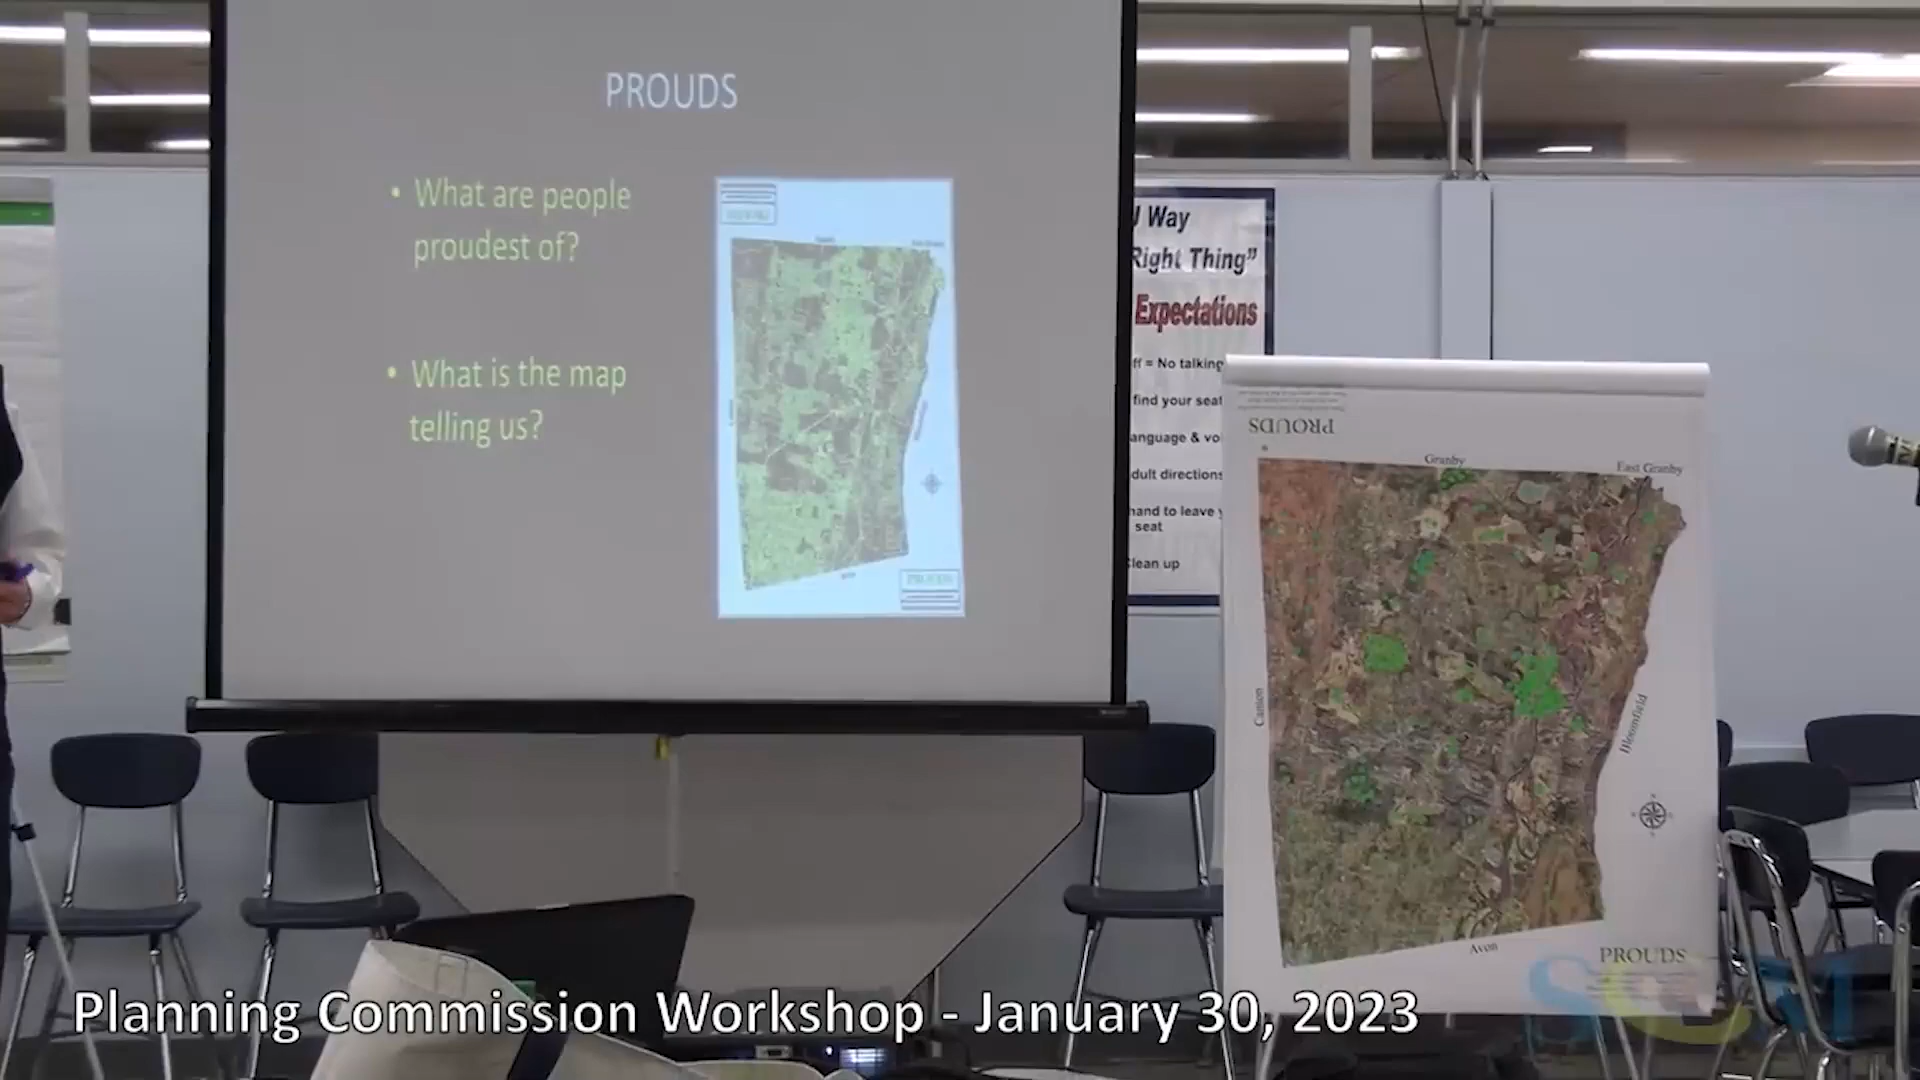 PROUDS
• What are people
proudest of?
• What is the map
telling us?
PROUDS
Way
Right Thing"
Expectations
ff = No talking
find your seat
anguage & vo
dult directions
hand to leave y
seat
Clean up
PROUDS
Granby
East Granby
Canton
Bloomfield
Avon
PROUDS
Planning Commission Workshop - January 30, 2023